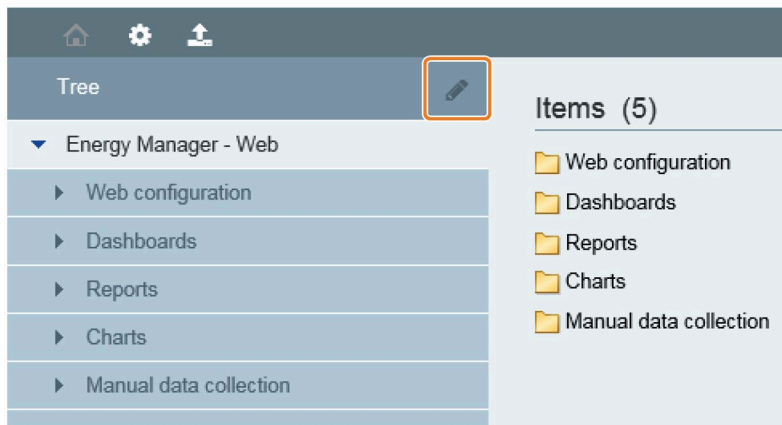 Tree
Energy Manager - Web
Web configuration
Dashboards
Reports
Charts
Manual data collection
Items (5)
Web configuration
Dashboards
Reports
Charts
Manual data collection